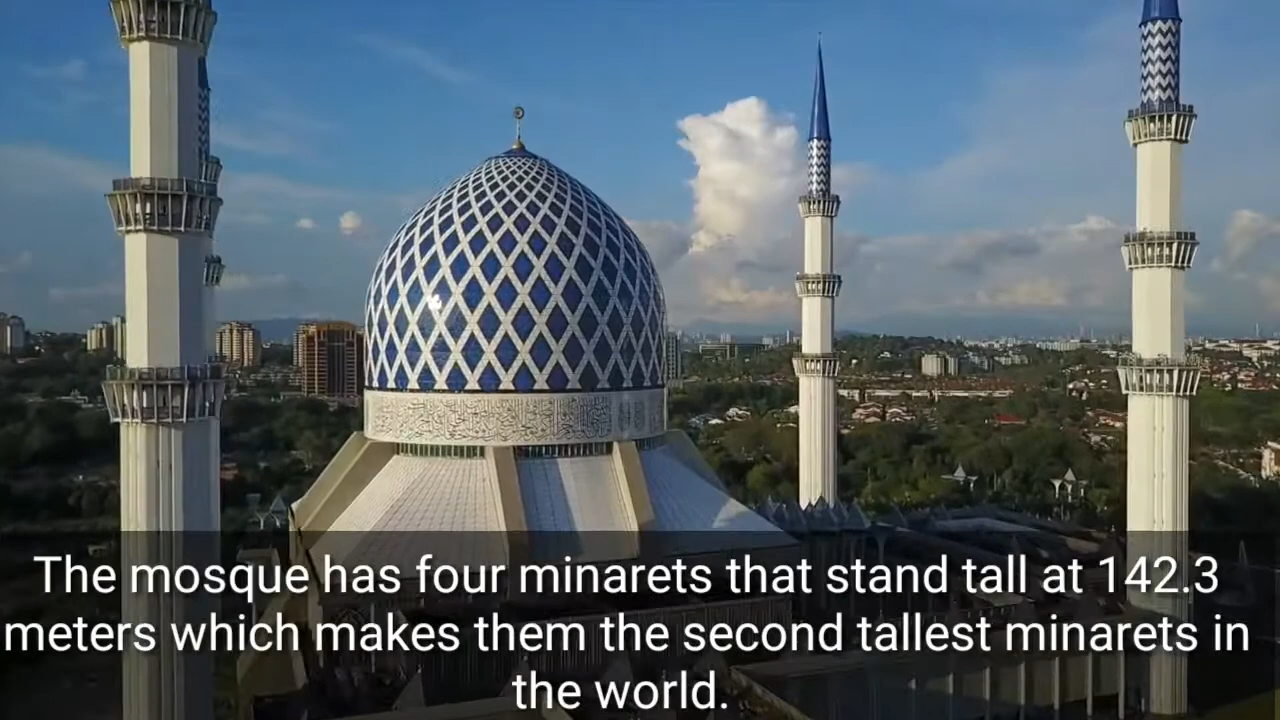 The mosque has four minarets that stand tall at 142.3
meters which makes them the second tallest minarets in
the world.